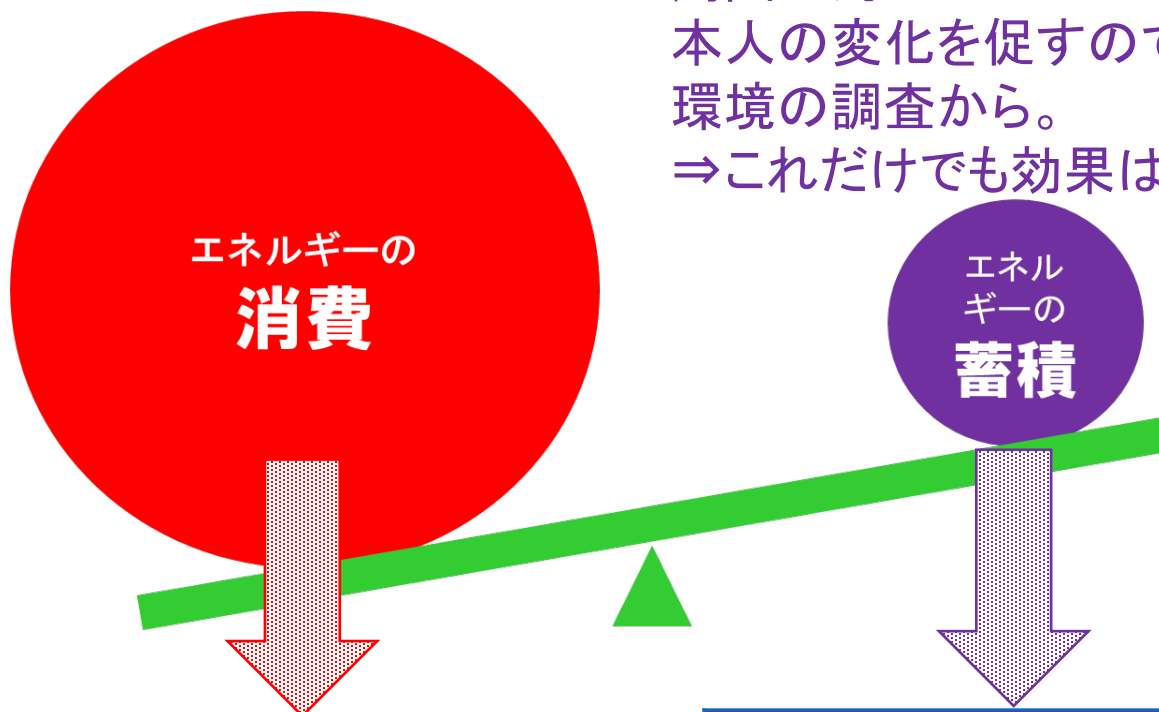 本人の変化を促すので
環境の調査から。
⇒これだけでも効果は
エネルギーの
消費
エネル
ギーの
蓄積